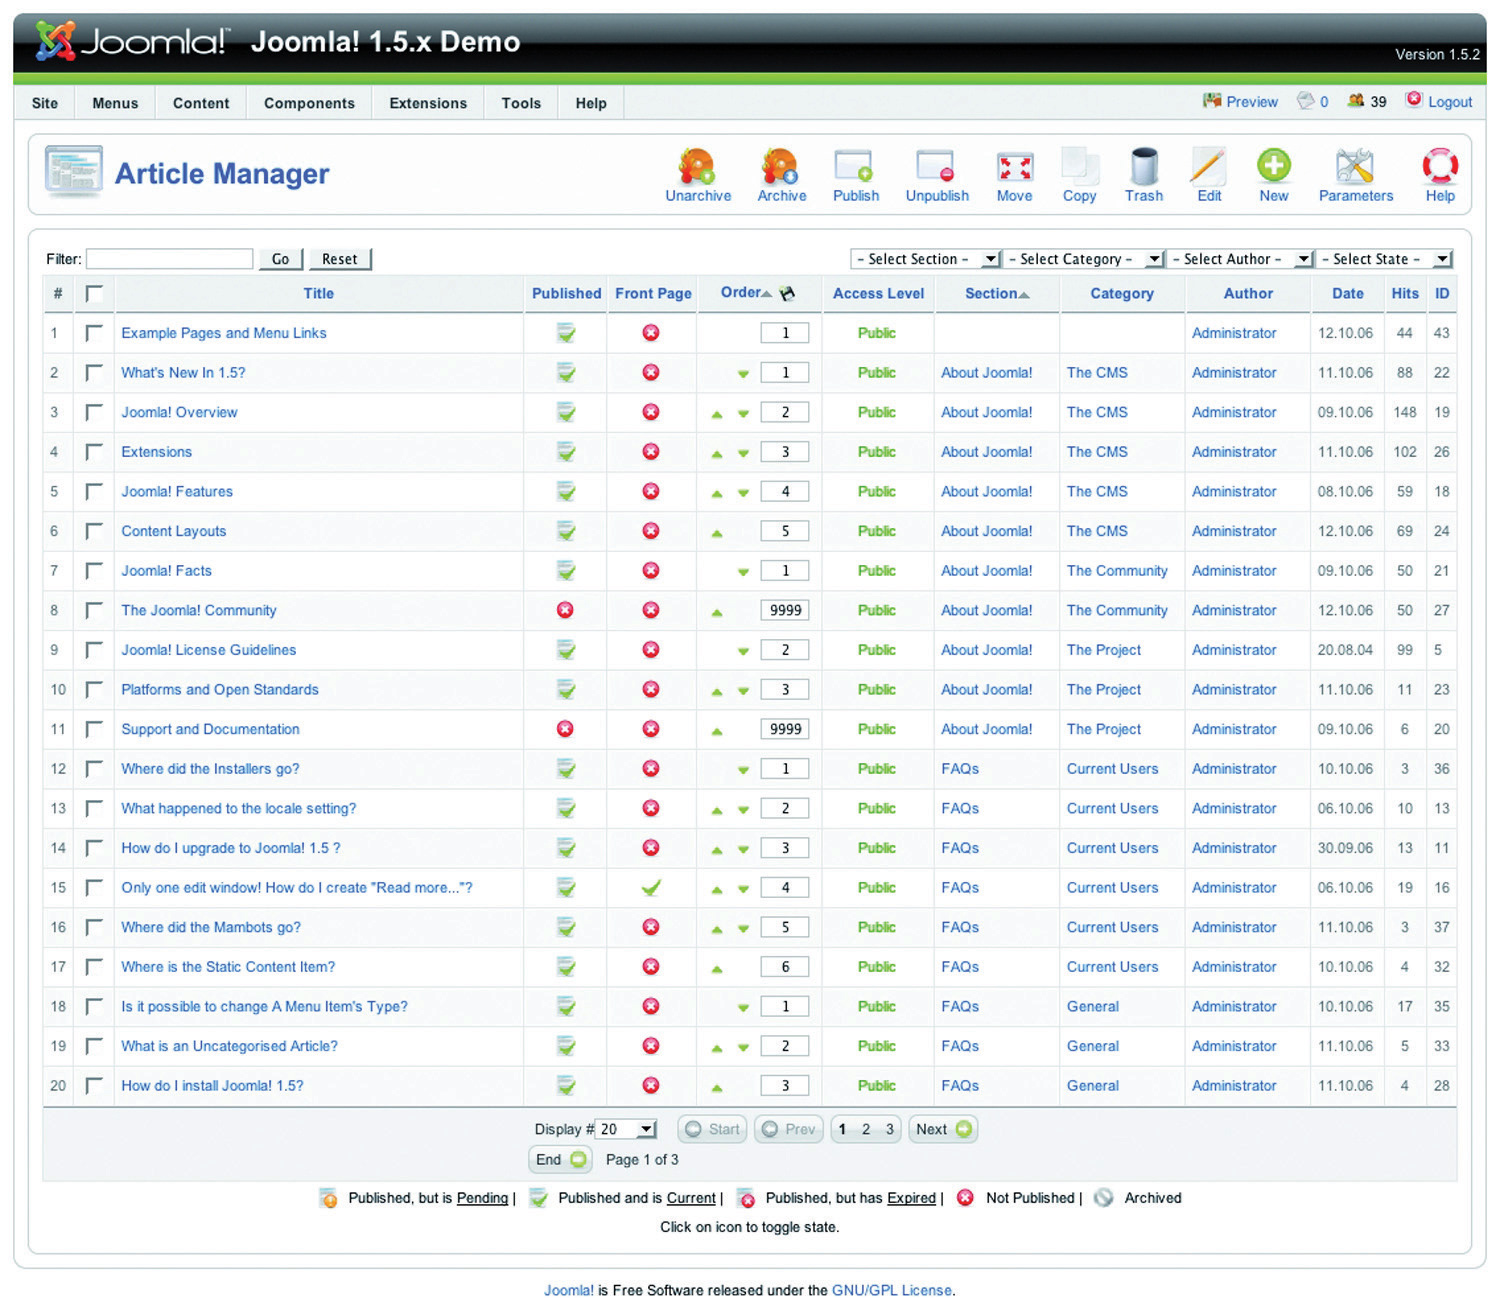 Joomla!™ Joomla! 1.5.x Demo
Version 1.5.2
Site Menus Content Components Extensions Tools Help Preview 0 39 Logout
Article Manager
Unarchive Archive Publish Unpublish Move Copy Trash Edit New Parameters Help
Filter: Go Reset – Select Section – – Select Category – – Select Author – – Select State –
# Title Published Front Page Order Access Level Section Category Author Date Hits ID
1 Example Pages and Menu Links 1 Public Administrator 12.10.06 44 43
2 What's New In 1.5? 1 Public About Joomla! The CMS Administrator 11.10.06 88 22
3 Joomla! Overview 2 Public About Joomla! The CMS Administrator 09.10.06 148 19
4 Extensions 3 Public About Joomla! The CMS Administrator 11.10.06 102 26
5 Joomla! Features 4 Public About Joomla! The CMS Administrator 08.10.06 59 18
6 Content Layouts 5 Public About Joomla! The CMS Administrator 12.10.06 69 24
7 Joomla! Facts 1 Public About Joomla! The Community Administrator 09.10.06 50 21
8 The Joomla! Community 9999 Public About Joomla! The Community Administrator 12.10.06 50 27
9 Joomla! License Guidelines 2 Public About Joomla! The Project Administrator 20.08.04 99 5
10 Platforms and Open Standards 3 Public About Joomla! The Project Administrator 11.10.06 11 23
11 Support and Documentation 9999 Public About Joomla! The Project Administrator 09.10.06 6 20
12 Where did the Installers go? 1 Public FAQs Current Users Administrator 10.10.06 3 36
13 What happened to the locale setting? 2 Public FAQs Current Users Administrator 06.10.06 10 13
14 How do I upgrade to Joomla! 1.5 ? 3 Public FAQs Current Users Administrator 30.09.06 13 11
15 Only one edit window! How do I create "Read more..."? 4 Public FAQs Current Users Administrator 06.10.06 19 16
16 Where did the Mambots go? 5 Public FAQs Current Users Administrator 11.10.06 3 37
17 Where is the Static Content Item? 6 Public FAQs Current Users Administrator 10.10.06 4 32
18 Is it possible to change A Menu Item's Type? 1 Public FAQs General Administrator 10.10.06 17 35
19 What is an Uncategorised Article? 2 Public FAQs General Administrator 11.10.06 5 33
20 How do I install Joomla! 1.5? 3 Public FAQs General Administrator 11.10.06 4 28
Display # 20 Start Prev 1 2 3 Next
End Page 1 of 3
Published, but is Pending | Published and is Current | Published, but has Expired | Not Published | Archived
Click on icon to toggle state.
Joomla! is Free Software released under the GNU/GPL License.